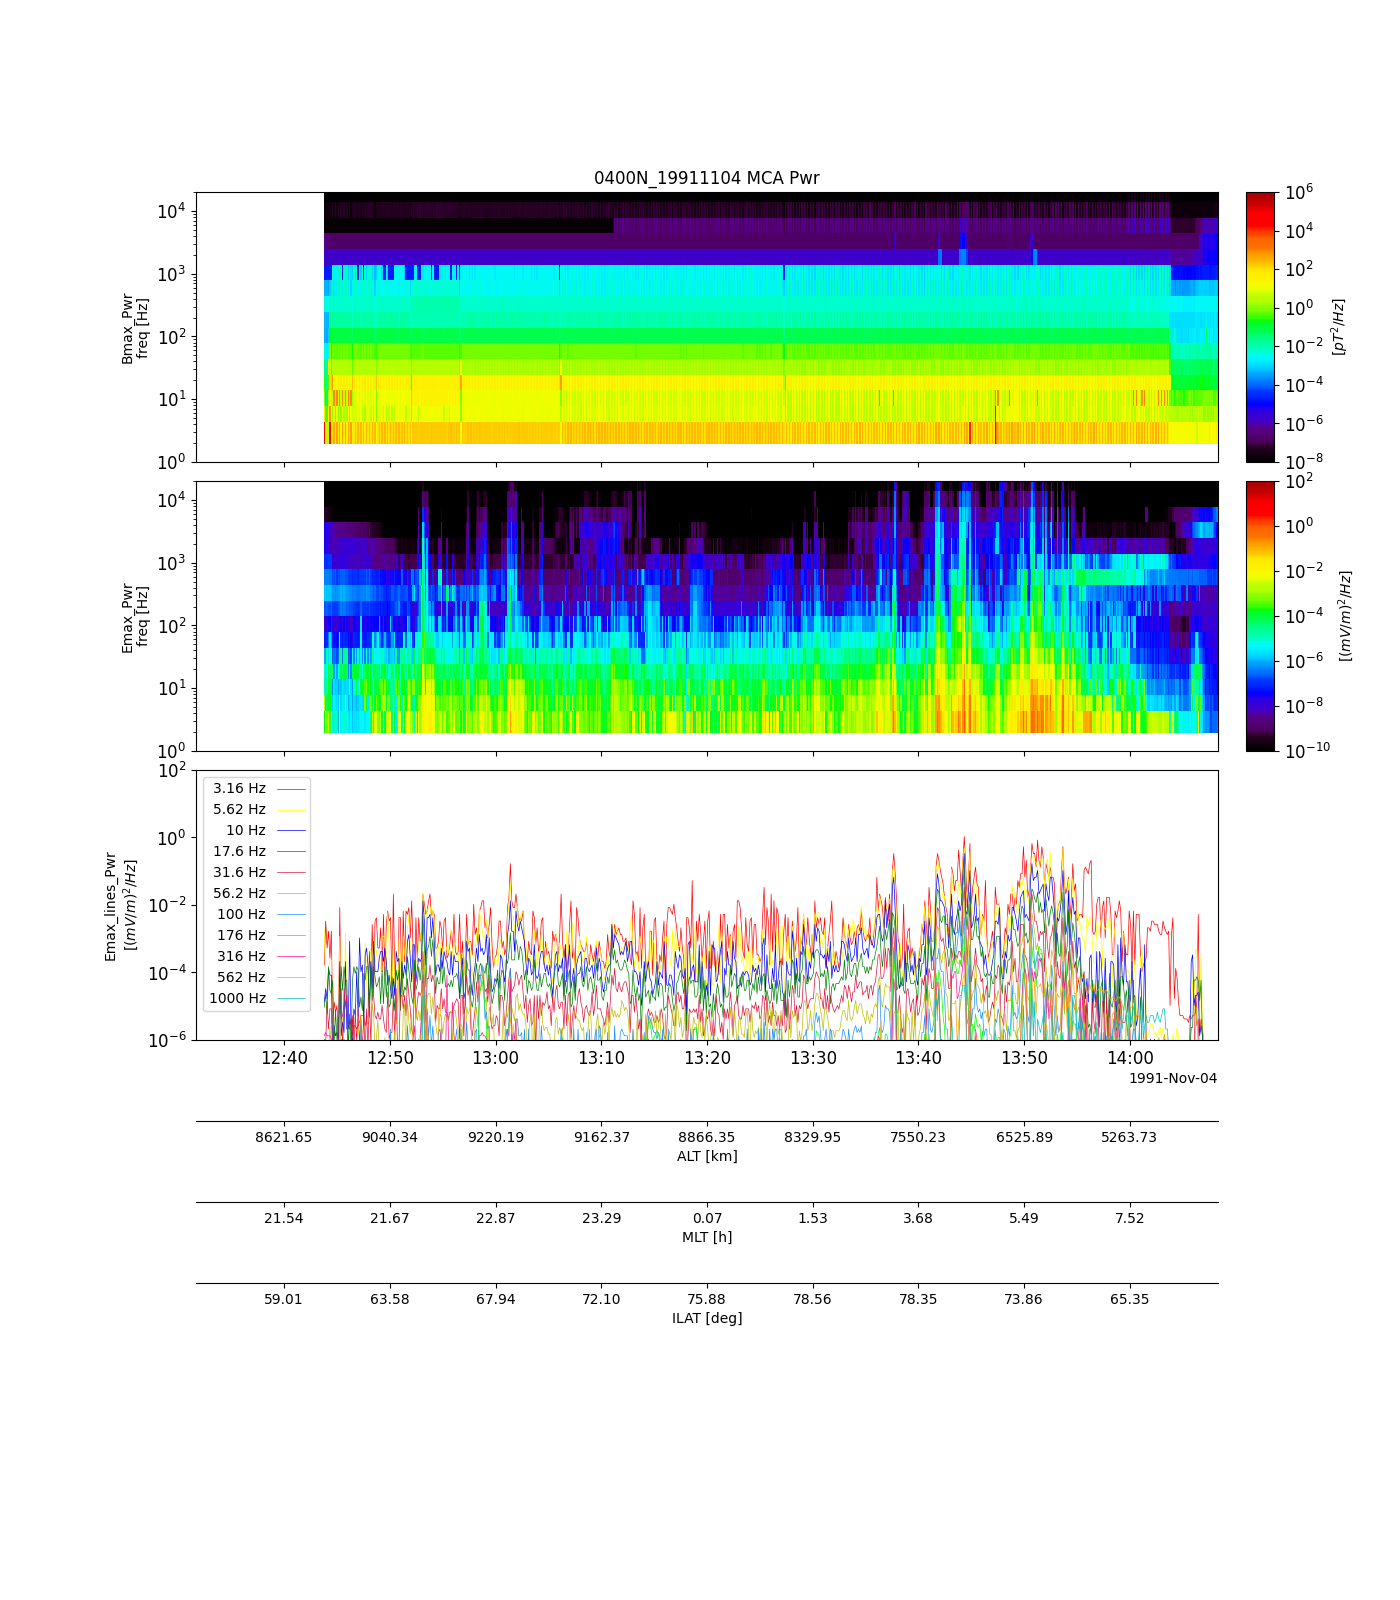 0400N_19911104 MCA Pwr
10^4
10^3
10^2
10^1
10^0
Bmax_Pwr
freq [Hz]
10^6
10^4
10^2
10^0
10^-2
10^-4
10^-6
10^-8
[pT^2/Hz]
10^4
10^3
10^2
10^1
10^0
Emax_Pwr
freq [Hz]
10^2
10^0
10^-2
10^-4
10^-6
10^-8
10^-10
[(mV/m)^2/Hz]
10^2
10^0
10^-2
10^-4
10^-6
Emax_lines_Pwr
[(mV/m)^2/Hz]
3.16 Hz
5.62 Hz
10 Hz
17.6 Hz
31.6 Hz
56.2 Hz
100 Hz
176 Hz
316 Hz
562 Hz
1000 Hz
12:40 12:50 13:00 13:10 13:20 13:30 13:40 13:50 14:00
1991-Nov-04
8621.65 9040.34 9220.19 9162.37 8866.35 8329.95 7550.23 6525.89 5263.73
ALT [km]
21.54 21.67 22.87 23.29 0.07 1.53 3.68 5.49 7.52
MLT [h]
59.01 63.58 67.94 72.10 75.88 78.56 78.35 73.86 65.35
ILAT [deg]